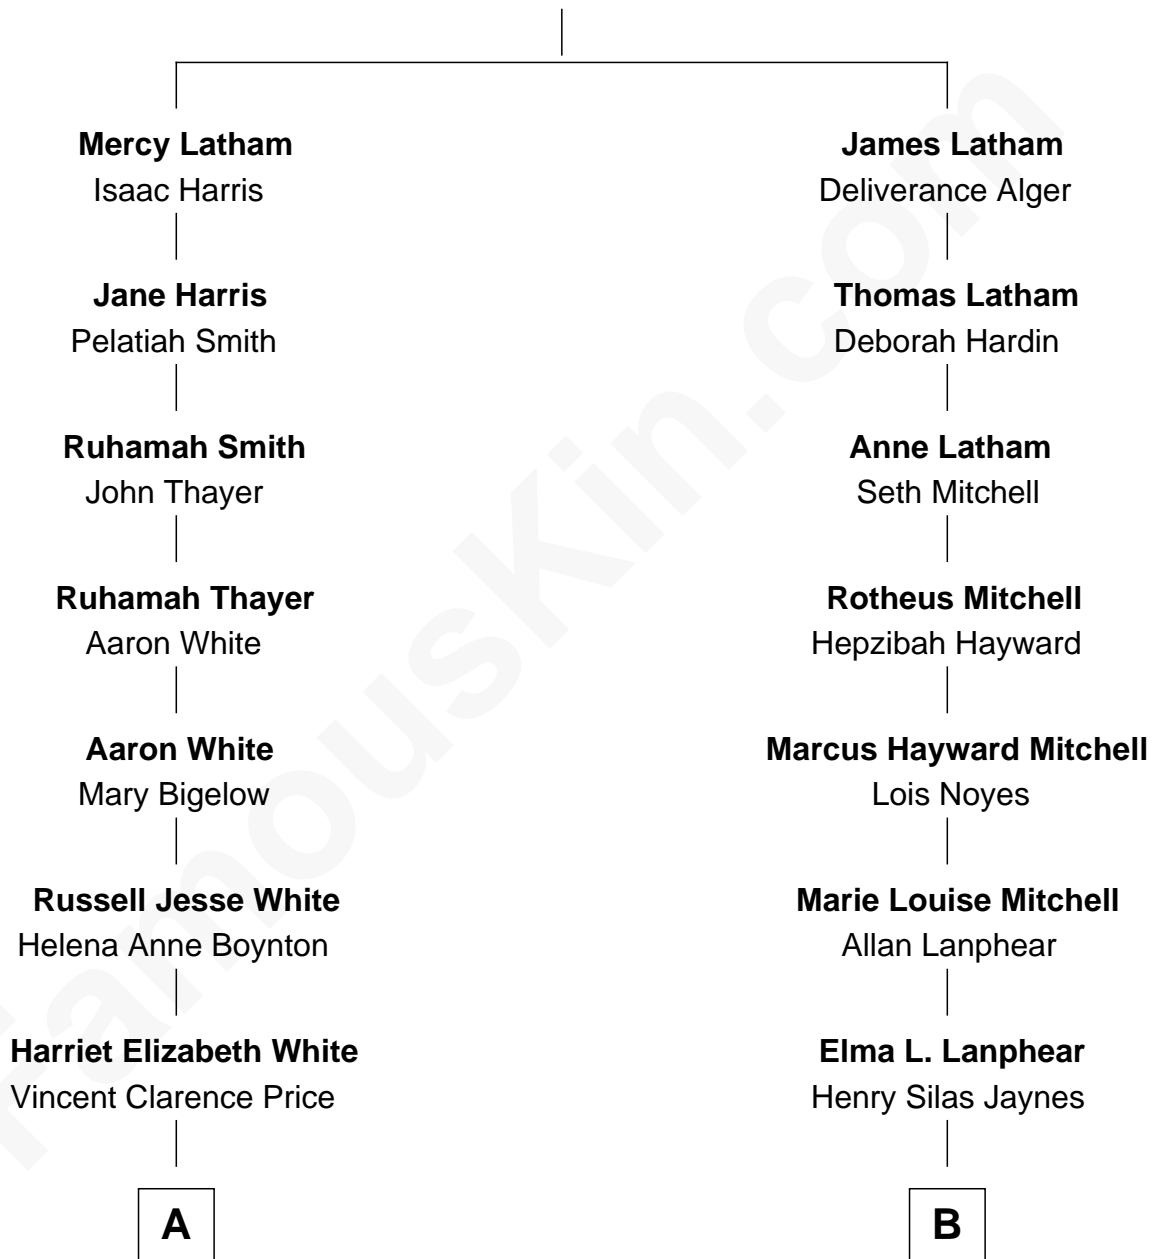 Mercy Latham
Isaac Harris
James Latham
Deliverance Alger
Jane Harris
Pelatiah Smith
Thomas Latham
Deborah Hardin
Ruhamah Smith
John Thayer
Anne Latham
Seth Mitchell
Ruhamah Thayer
Aaron White
Rotheus Mitchell
Hepzibah Hayward
Aaron White
Mary Bigelow
Marcus Hayward Mitchell
Lois Noyes
Russell Jesse White
Helena Anne Boynton
Marie Louise Mitchell
Allan Lanphear
Harriet Elizabeth White
Vincent Clarence Price
Elma L. Lanphear
Henry Silas Jaynes
A
B
FamousKin.com